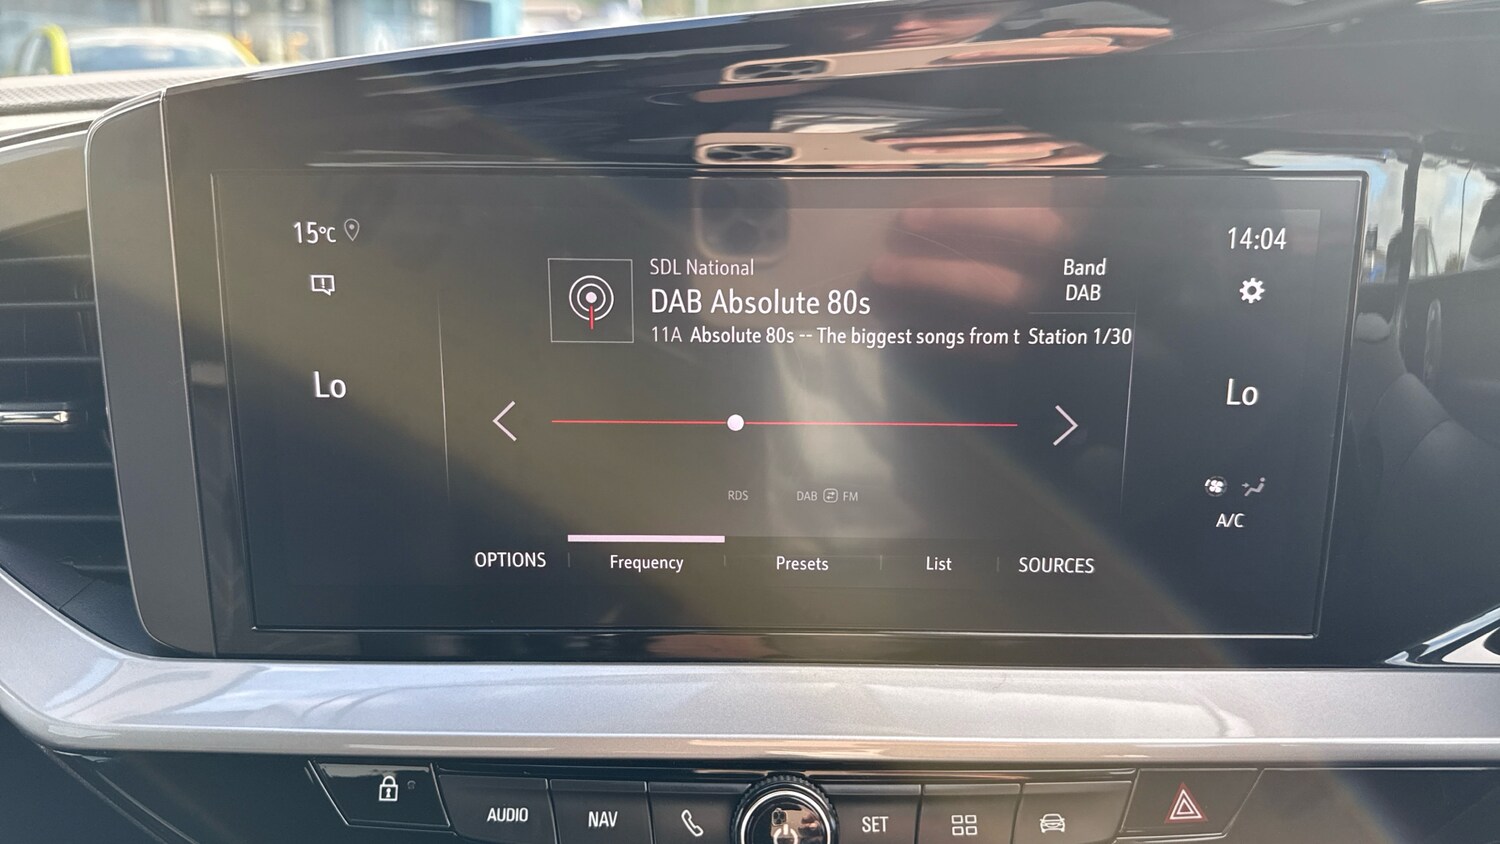 15°C
14:04
SDL National
DAB Absolute 80s
11A Absolute 80s -- The biggest songs from t
Band
DAB
Station 1/30
Lo
Lo
RDS
DAB FM
A/C
OPTIONS
Frequency
Presets
List
SOURCES
AUDIO
NAV
SET